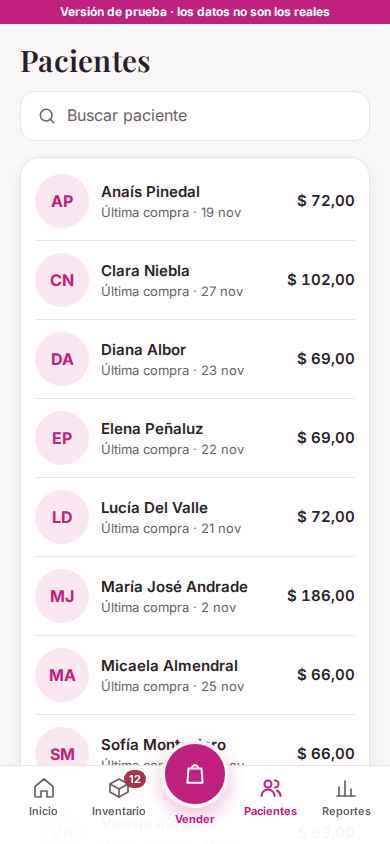 Versión de prueba · los datos no son los reales
Pacientes
Buscar paciente
AP
Anaís Pinedal
Última compra · 19 nov
$ 72,00
CN
Clara Niebla
Última compra · 27 nov
$ 102,00
DA
Diana Albor
Última compra · 23 nov
$ 69,00
EP
Elena Peñaluz
Última compra · 22 nov
$ 69,00
LD
Lucía Del Valle
Última compra · 21 nov
$ 72,00
MJ
María José Andrade
Última compra · 2 nov
$ 186,00
MA
Micaela Almendral
Última compra · 25 nov
$ 66,00
SM
Sofía
$ 66,00
VR
Valeria
$ 63,00
Inicio
12
Inventario
Vender
Pacientes
Reportes